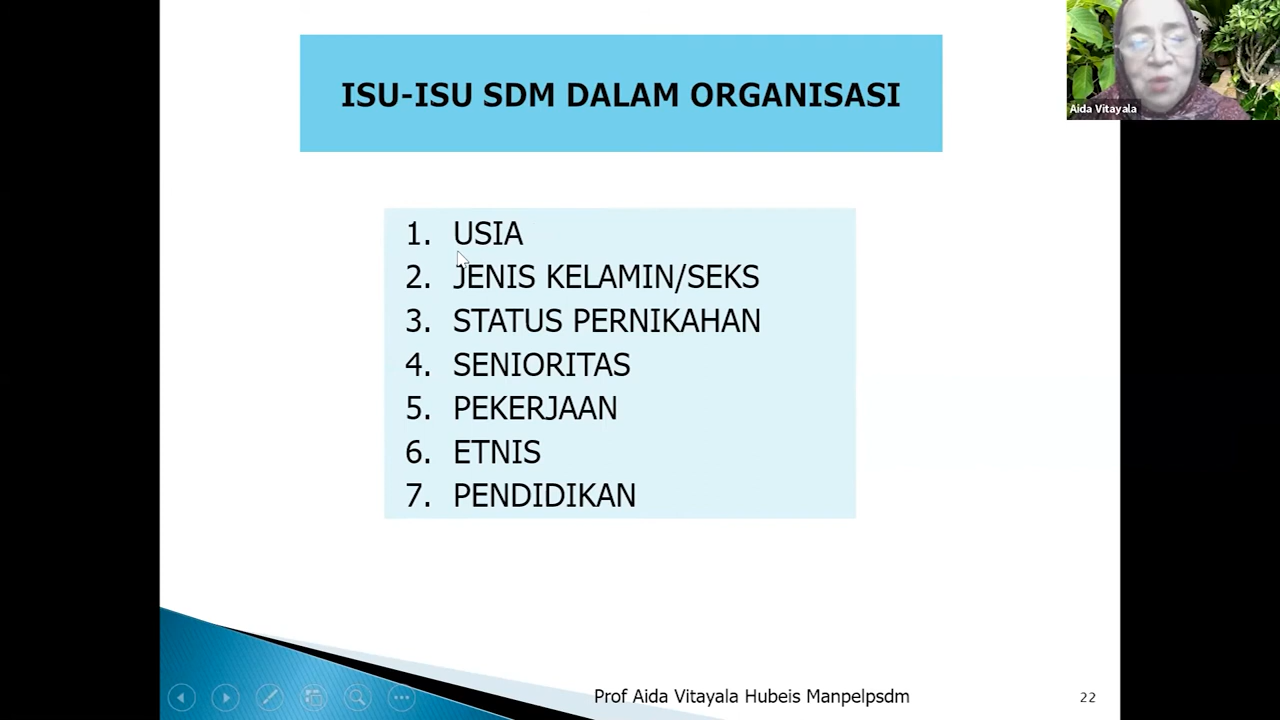 ISU-ISU SDM DALAM ORGANISASI
Aida Vitayala
1. USIA
2. JENIS KELAMIN/SEKS
3. STATUS PERNIKAHAN
4. SENIORITAS
5. PEKERJAAN
6. ETNIS
7. PENDIDIKAN
Prof Aida Vitayala Hubeis Manpelpsdm
22